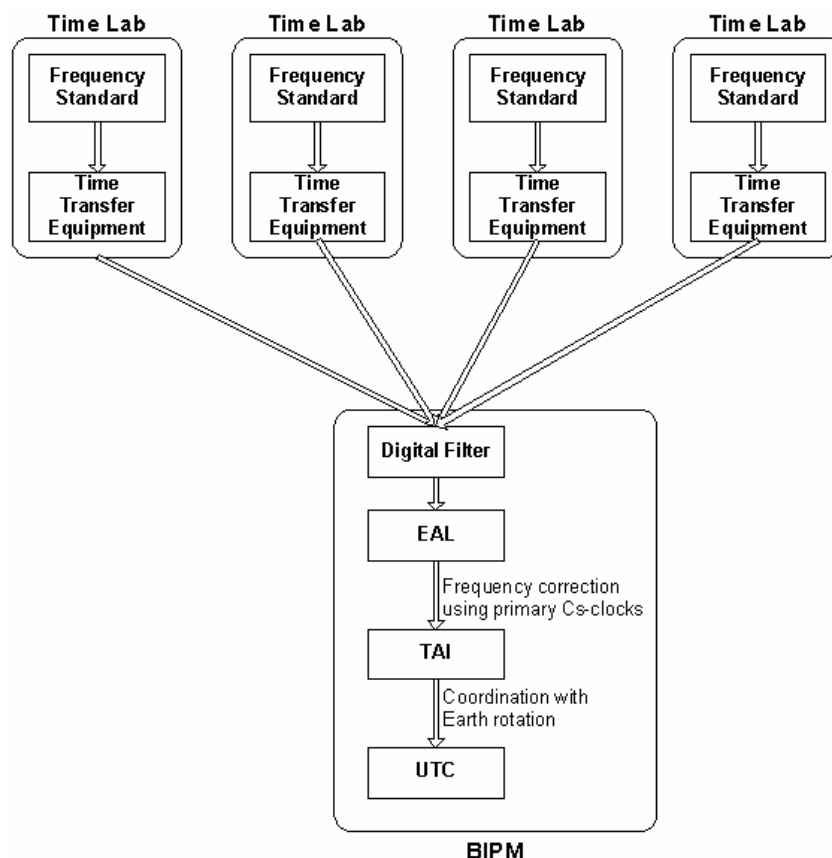 Time Lab
Time Lab
Time Lab
Time Lab
Frequency
Standard
Frequency
Standard
Frequency
Standard
Frequency
Standard
Time
Transfer
Equipment
Time
Transfer
Equipment
Time
Transfer
Equipment
Time
Transfer
Equipment
Digital Filter
EAL
Frequency correction
using primary Cs-clocks
TAI
Coordination with
Earth rotation
UTC
BIPM